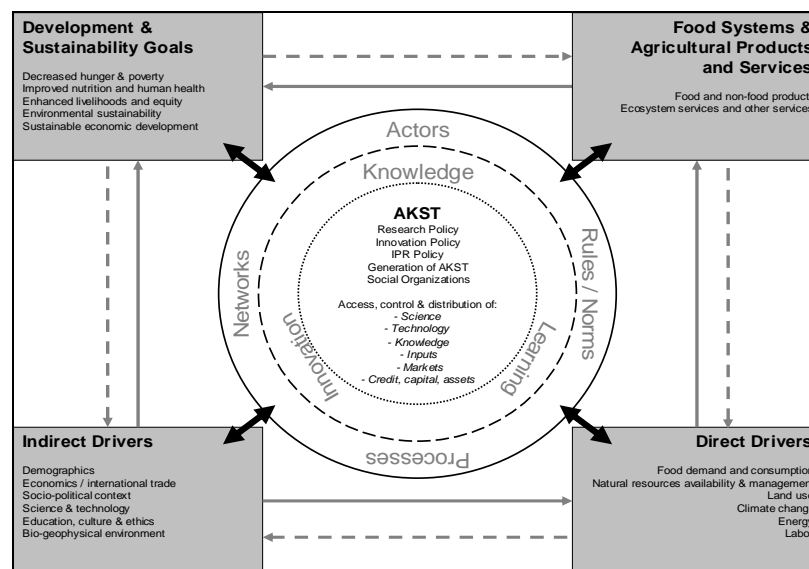 Development &
Sustainability Goals
Decreased hunger & poverty
Improved nutrition and human health
Enhanced livelihoods and equity
Environmental sustainability
Sustainable economic development
Food Systems &
Agricultural Products
and Services
Food and non-food product
Ecosystem services and other services
Actors
Knowledge
AKST
Research Policy
Innovation Policy
IPR Policy
Generation of AKST
Social Organizations
Access, control & distribution of:
- Science
- Technology
- Knowledge
- Inputs
- Markets
- Credit, capital, assets
Networks
Rules / Norms
Innovation
Learning
Processes
Indirect Drivers
Demographics
Economics / international trade
Socio-political context
Science & technology
Education, culture & ethics
Bio-geophysical environment
Direct Drivers
Food demand and consumption
Natural resources availability & managemen
Land use
Climate chang
Energy
Labo